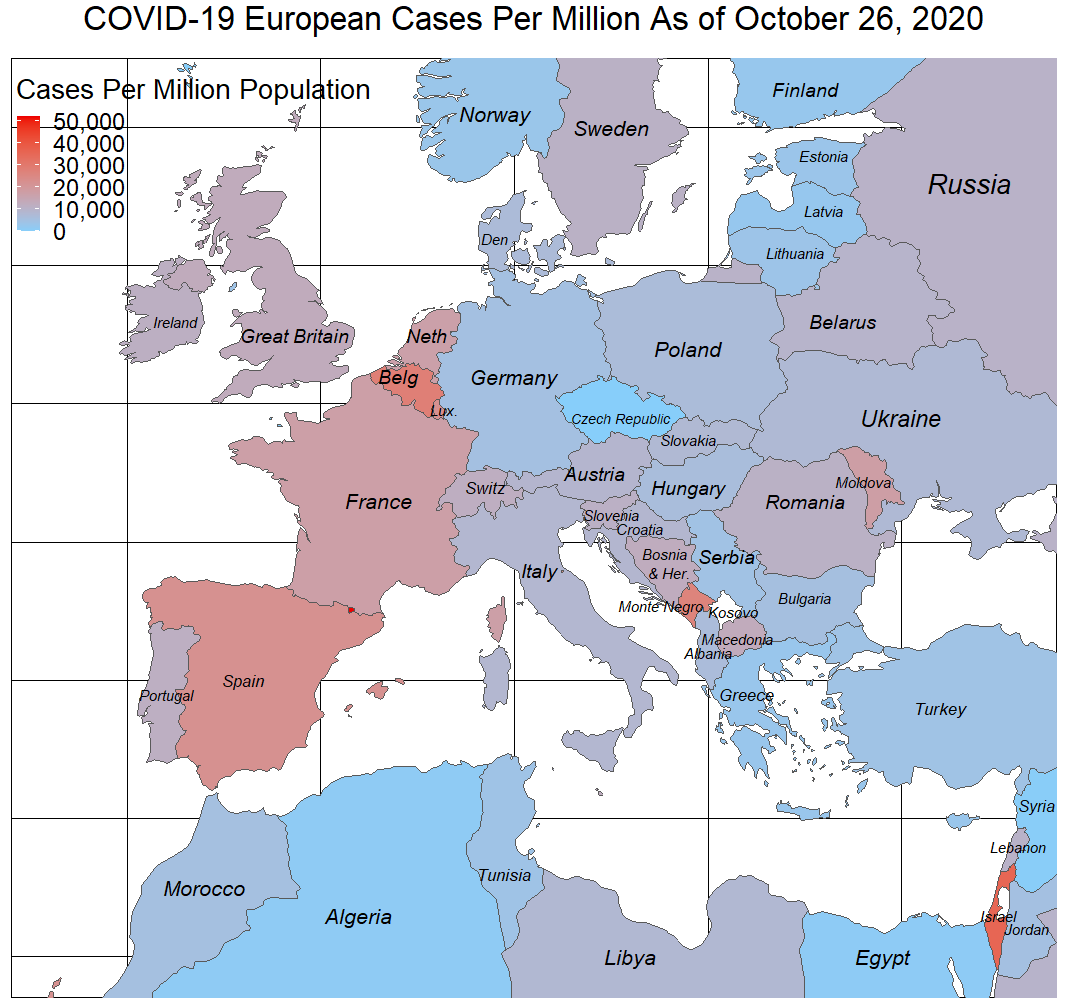 COVID-19 European Cases Per Million As of October 26, 2020
Cases Per Million Population
50,000
40,000
30,000
20,000
10,000
0
Norway
Sweden
Finland
Estonia
Russia
Latvia
Den
Lithuania
Ireland
Great Britain
Neth
Belarus
Poland
Belg
Germany
Lux.
Czech Republic
Ukraine
Slovakia
Austria
Switz
Hungary
Moldova
France
Romania
Slovenia
Croatia
Bosnia
& Her.
Serbia
Italy
Bulgaria
Monte Negro
Kosovo
Macedonia
Albania
Spain
Portugal
Greece
Turkey
Syria
Lebanon
Tunisia
Morocco
Algeria
Israel
Jordan
Libya
Egypt